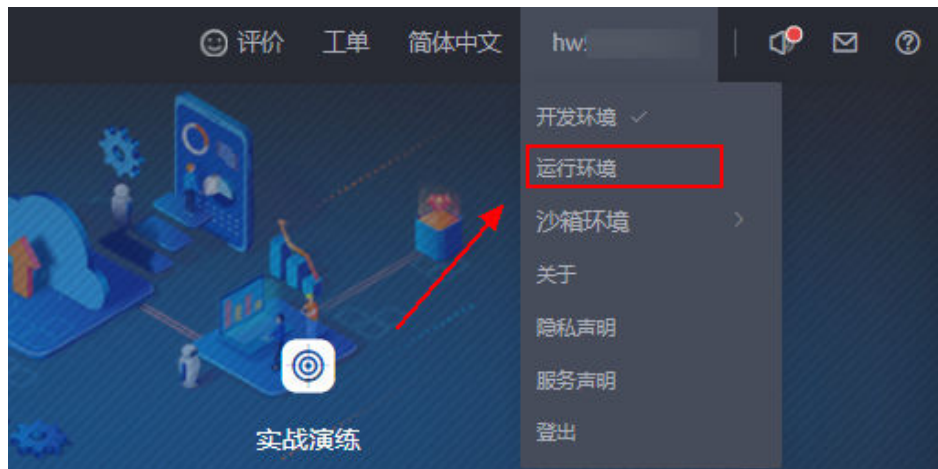 评价 工单 简体中文 hw
开发环境
运行环境
沙箱环境
关于
隐私声明
服务声明
登出
实战演练